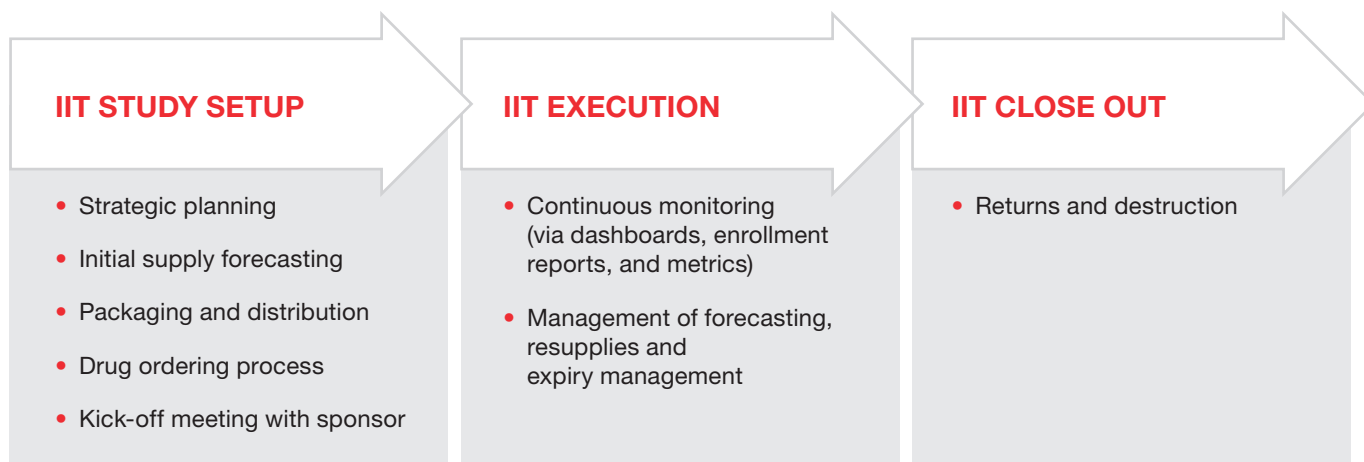 IIT STUDY SETUP
• Strategic planning
• Initial supply forecasting
• Packaging and distribution
• Drug ordering process
• Kick-off meeting with sponsor
IIT EXECUTION
• Continuous monitoring
(via dashboards, enrollment
reports, and metrics)
• Management of forecasting,
resupplies and
expiry management
IIT CLOSE OUT
• Returns and destruction